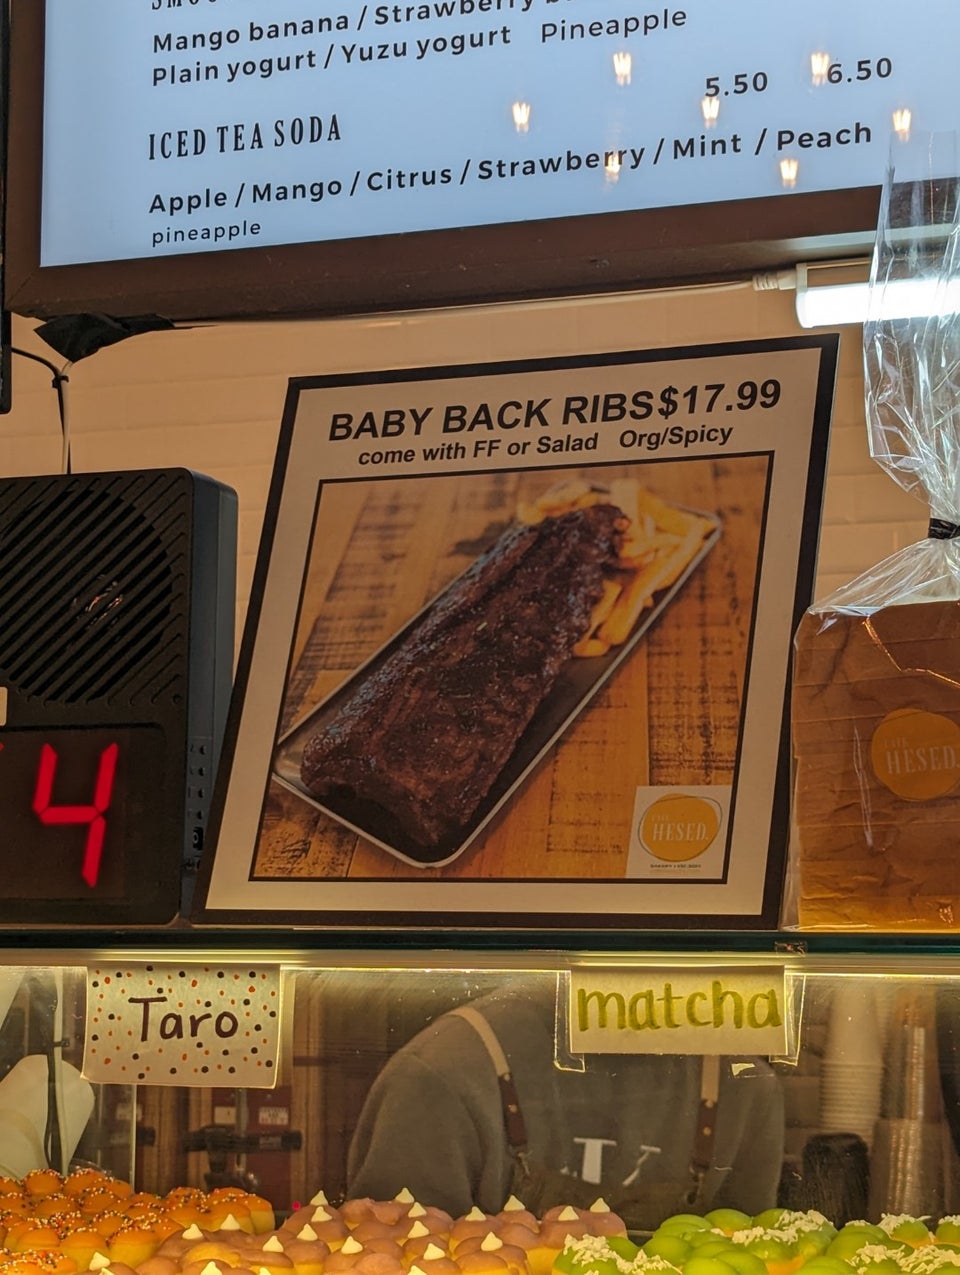 Mango banana / Strawberry
Plain yogurt / Yuzu yogurt Pineapple
5.50 6.50
ICED TEA SODA
Apple / Mango / Citrus / Strawberry / Mint / Peach
pineapple
BABY BACK RIBS $17.99
come with FF or Salad Org/Spicy
HESED
HESED.
4
Taro
matcha